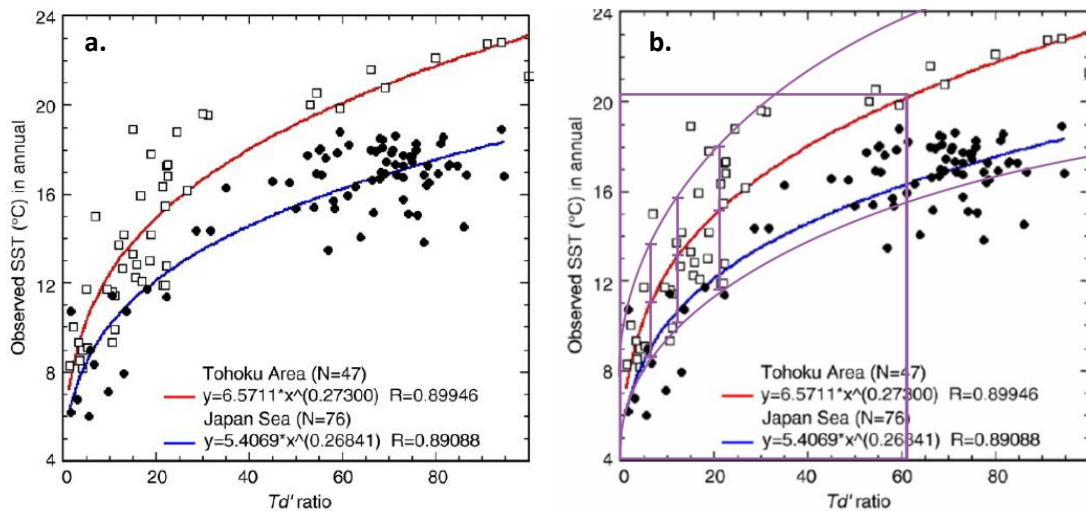 a.
Observed SST (°C) in annual
24
20
16
12
8
4
0
20
40
60
80
Td' ratio
Tohoku Area (N=47)
y=6.5711*x^(0.27300) R=0.89946
Japan Sea (N=76)
y=5.4069*x^(0.26841) R=0.89088
b.
Observed SST (°C) in annual
24
20
16
12
8
4
0
20
40
60
80
Td' ratio
Tohoku Area (N=47)
y=6.5711*x^(0.27300) R=0.89946
Japan Sea (N=76)
y=5.4069*x^(0.26841) R=0.89088